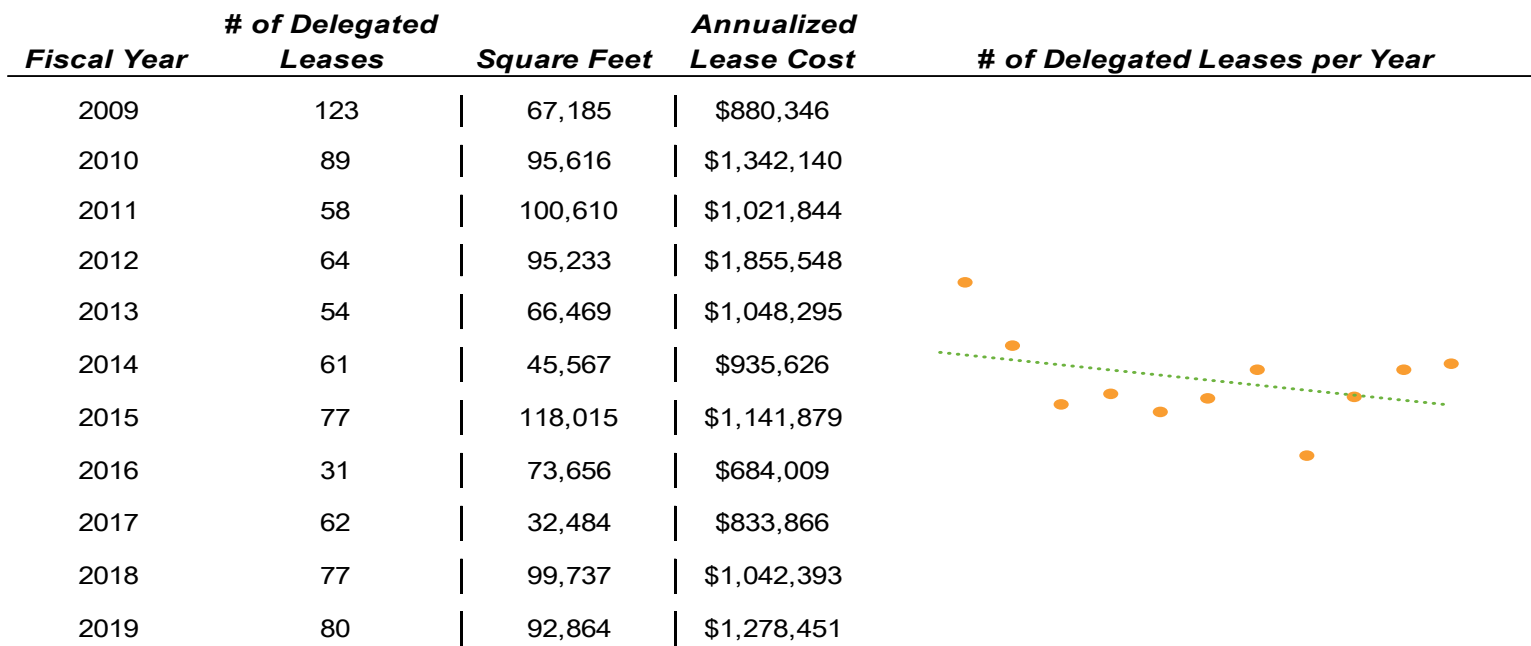 # of Delegated Annualized
Fiscal Year Leases Square Feet Lease Cost # of Delegated Leases per Year
2009 123 67,185 $880,346
2010 89 95,616 $1,342,140
2011 58 100,610 $1,021,844
2012 64 95,233 $1,855,548
2013 54 66,469 $1,048,295
2014 61 45,567 $935,626
2015 77 118,015 $1,141,879
2016 31 73,656 $684,009
2017 62 32,484 $833,866
2018 77 99,737 $1,042,393
2019 80 92,864 $1,278,451